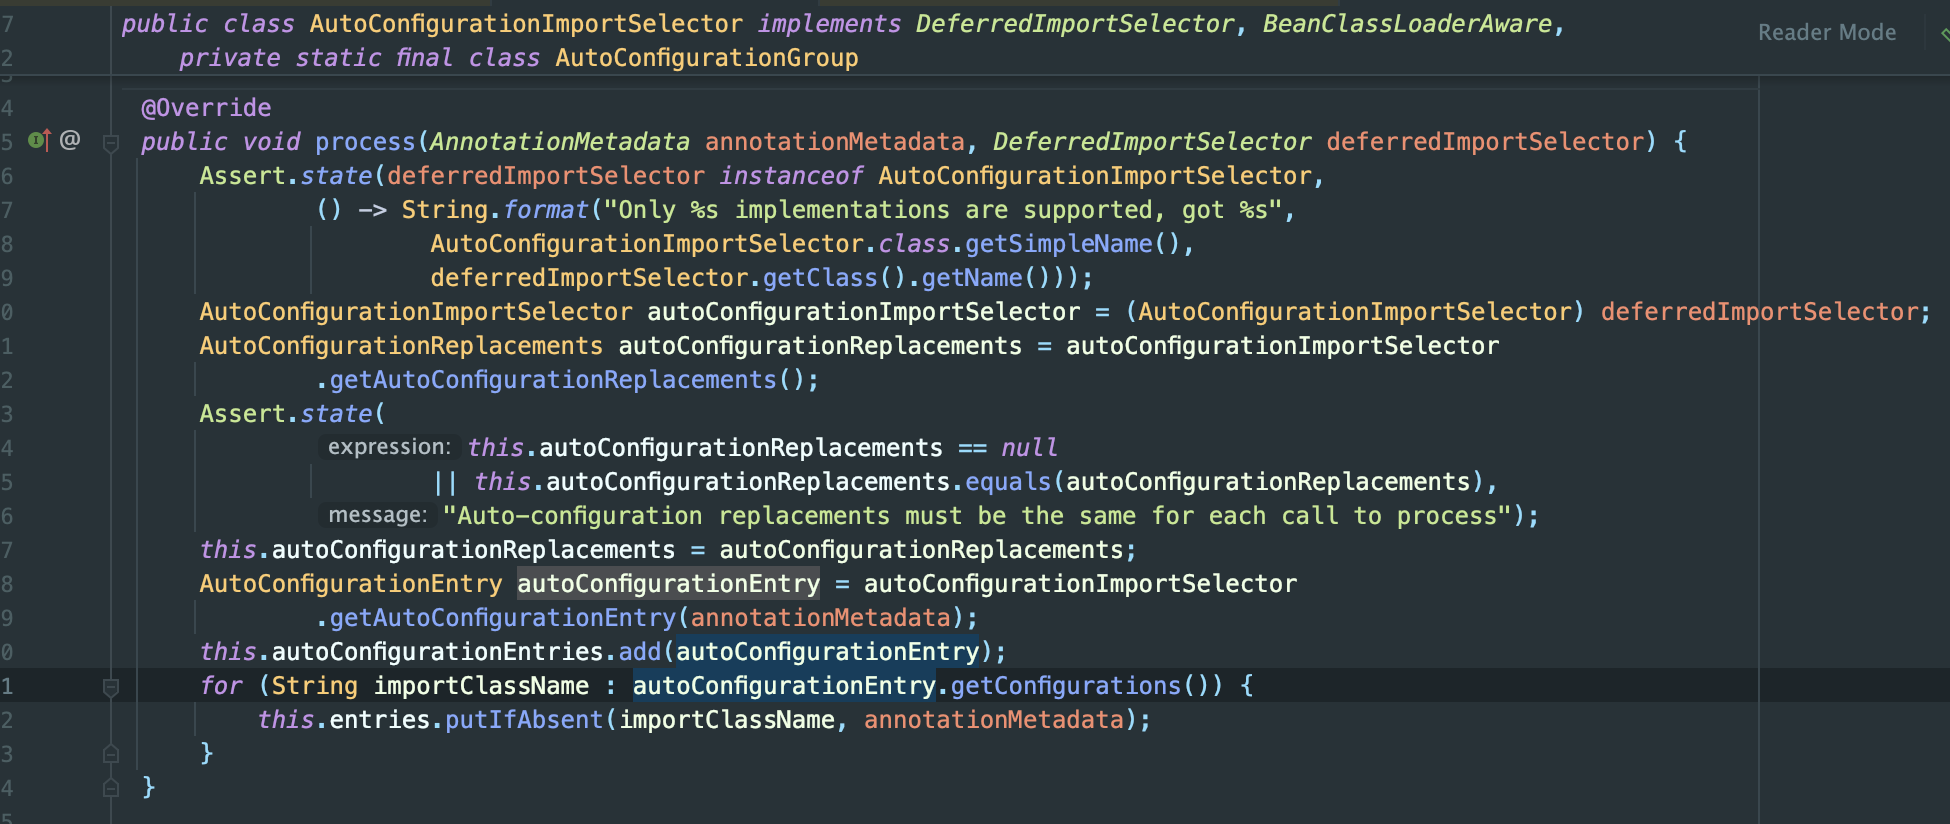 7 public class AutoConfigurationImportSelector implements DeferredImportSelector, BeanClassLoaderAware,
Reader Mode
2 private static final class AutoConfigurationGroup
4 @Override
5 @ public void process(AnnotationMetadata annotationMetadata, DeferredImportSelector deferredImportSelector) {
6 Assert.state(deferredImportSelector instanceof AutoConfigurationImportSelector,
7 () -> String.format("Only %s implementations are supported, got %s",
8 AutoConfigurationImportSelector.class.getSimpleName(),
9 deferredImportSelector.getClass().getName()));
0 AutoConfigurationImportSelector autoConfigurationImportSelector = (AutoConfigurationImportSelector) deferredImportSelector;
1 AutoConfigurationReplacements autoConfigurationReplacements = autoConfigurationImportSelector
2 .getAutoConfigurationReplacements();
3 Assert.state(
4 expression: this.autoConfigurationReplacements == null
5 || this.autoConfigurationReplacements.equals(autoConfigurationReplacements),
6 message: "Auto-configuration replacements must be the same for each call to process");
7 this.autoConfigurationReplacements = autoConfigurationReplacements;
8 AutoConfigurationEntry autoConfigurationEntry = autoConfigurationImportSelector
9 .getAutoConfigurationEntry(annotationMetadata);
0 this.autoConfigurationEntries.add(autoConfigurationEntry);
1 for (String importClassName : autoConfigurationEntry.getConfigurations()) {
2 this.entries.putIfAbsent(importClassName, annotationMetadata);
3 }
4 }
5